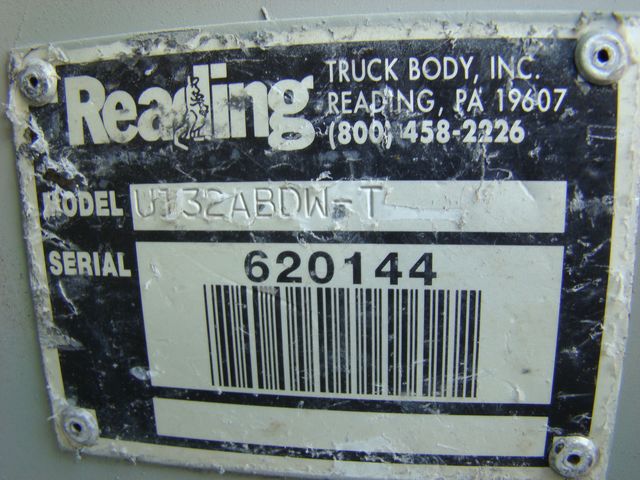 Reading
TRUCK BODY, INC.
READING, PA 19607
(800) 458-2226
MODEL U132ABDW-T
SERIAL 620144